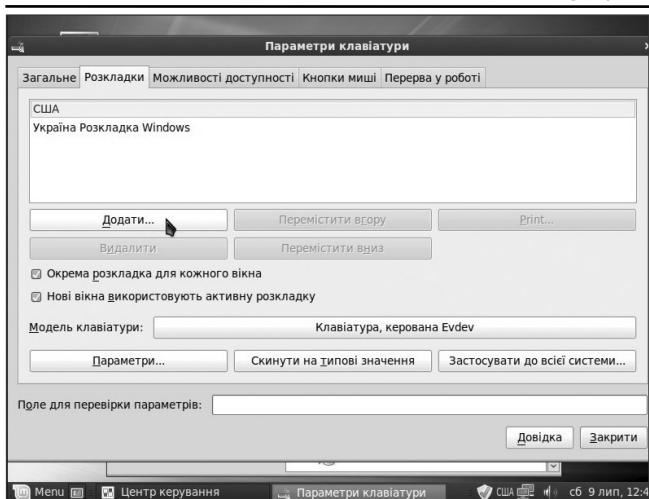 Параметри клавіатури
Загальне Розкладки Можливості доступності Кнопки миші Перерва у роботі
США
Україна Розкладка Windows
Додати... Перемістити вгору Print...
Видалити Перемістити вниз
Окрема розкладка для кожного вікна
Нові вікна використовують активну розкладку
Модель клавіатури: Клавіатура, керована Evdev
Параметри... Скинути на типові значення Застосувати до всієї системи...
Поле для перевірки параметрів:
Довідка Закрити
Menu Центр керування Параметри клавіатури США сб 9 лип, 12:4